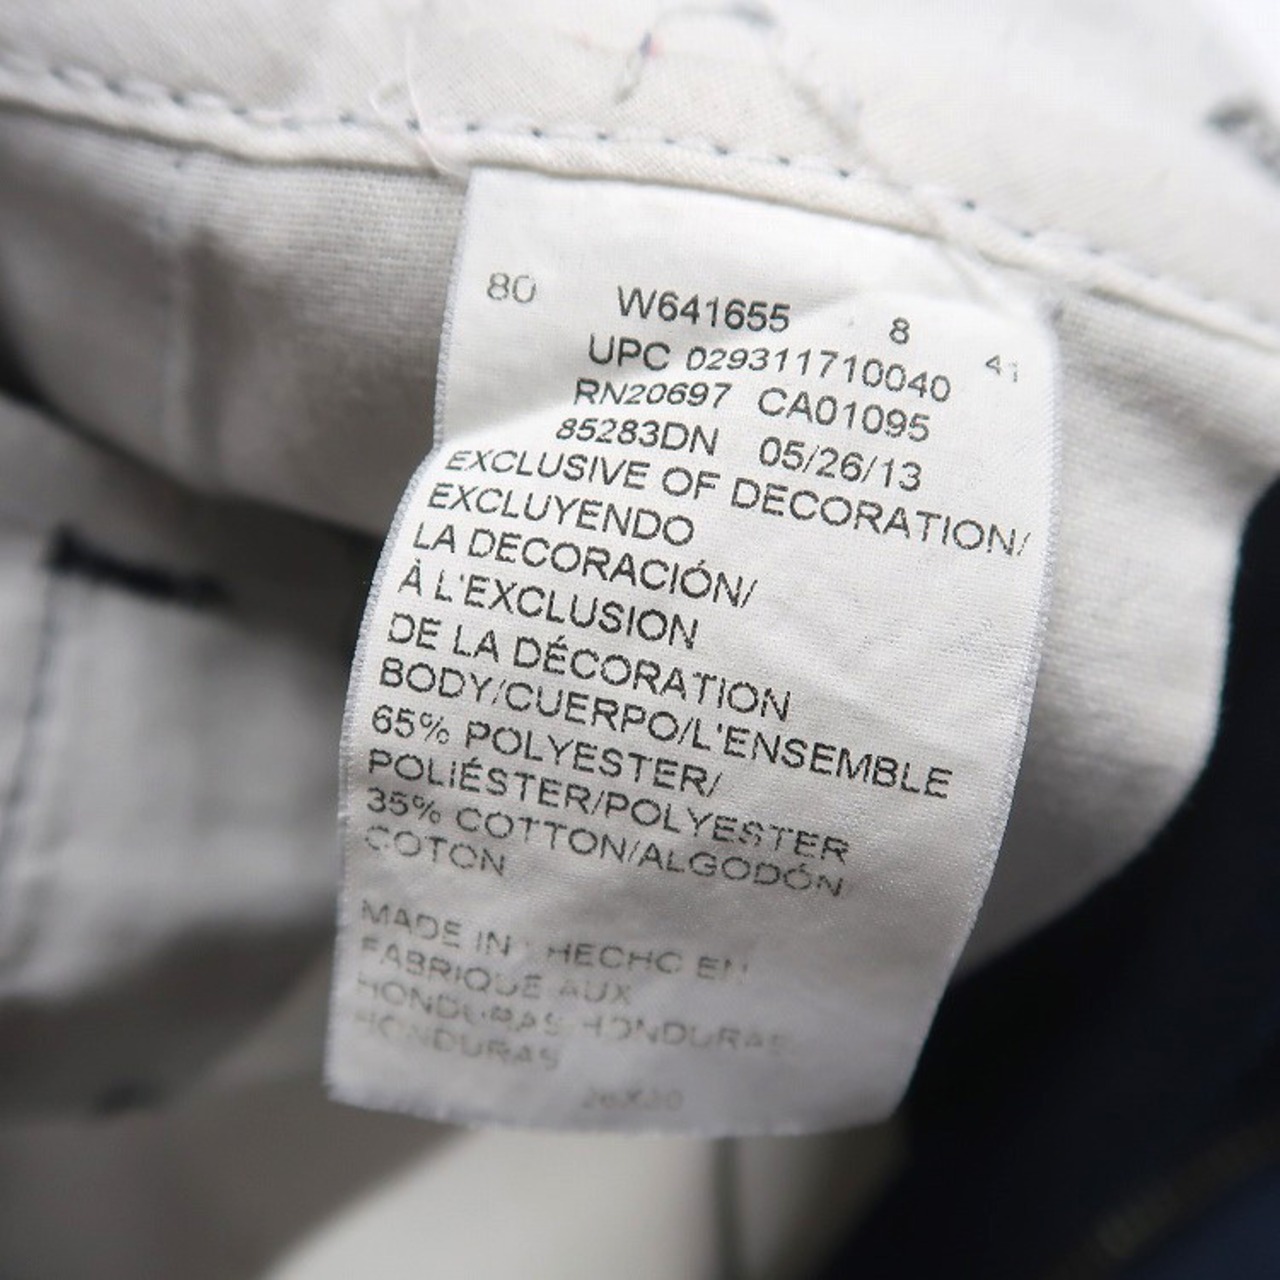 80 W641655 8 41
UPC 029311710040
RN20697 CA01095
85283DN 05/26/13
EXCLUSIVE OF DECORATION/
EXCLUYENDO
LA DECORACIÓN/
À L'EXCLUSION
DE LA DÉCORATION
BODY/CUERPO/L'ENSEMBLE
65% POLYESTER/
POLIÉSTER/POLYESTER
35% COTTON/ALGODÓN
COTON
MADE IN HECHO EN
FABRIQUE AUX
HONDURAS HONDURAS
HONDURAS